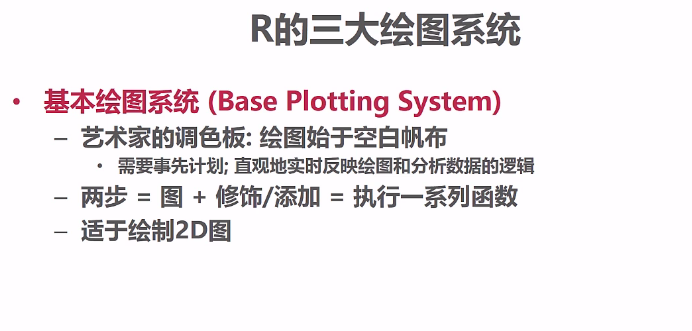 R的三大绘图系统
• 基本绘图系统 (Base Plotting System)
– 艺术家的调色板: 绘图始于空白帆布
• 需要事先计划; 直观地实时反映绘图和分析数据的逻辑
– 两步 = 图 + 修饰/添加 = 执行一系列函数
– 适于绘制2D图